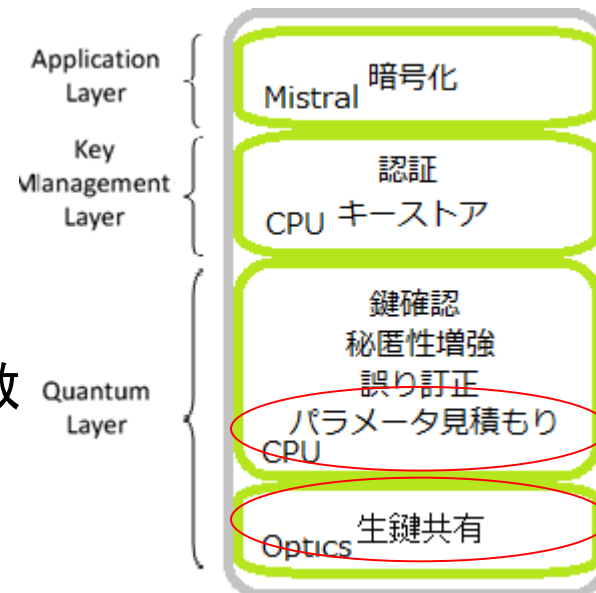 Application
Layer
暗号化
Mistral
Key
Management
Layer
認証
CPU キーストア
鍵確認
秘匿性増強
誤り訂正
Quantum
Layer
パラメータ見積もり
CPU
生鍵共有
Optics
数